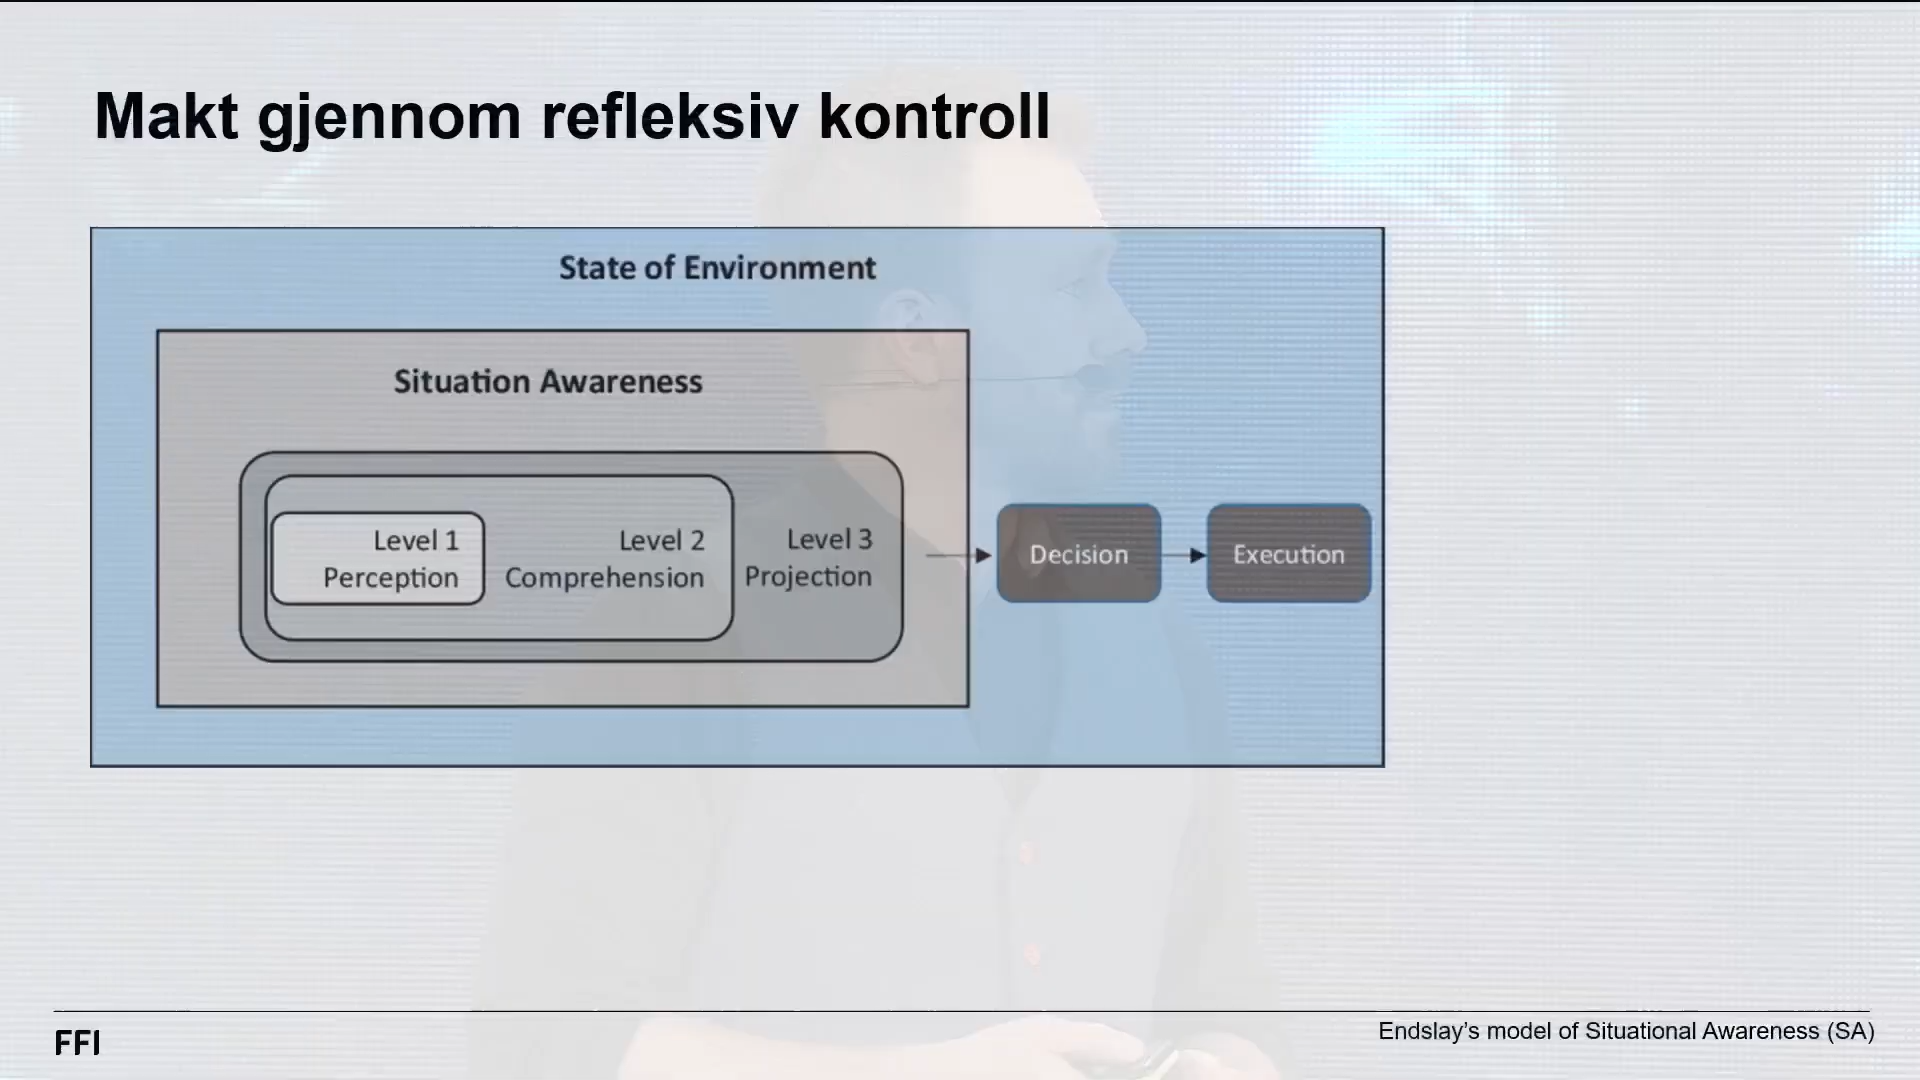 Makt gjennom refleksiv kontroll
State of Environment
Situation Awareness
Level 1
Perception
Level 2
Comprehension
Level 3
Projection
Decision
Execution
FFI
Endslay's model of Situational Awareness (SA)